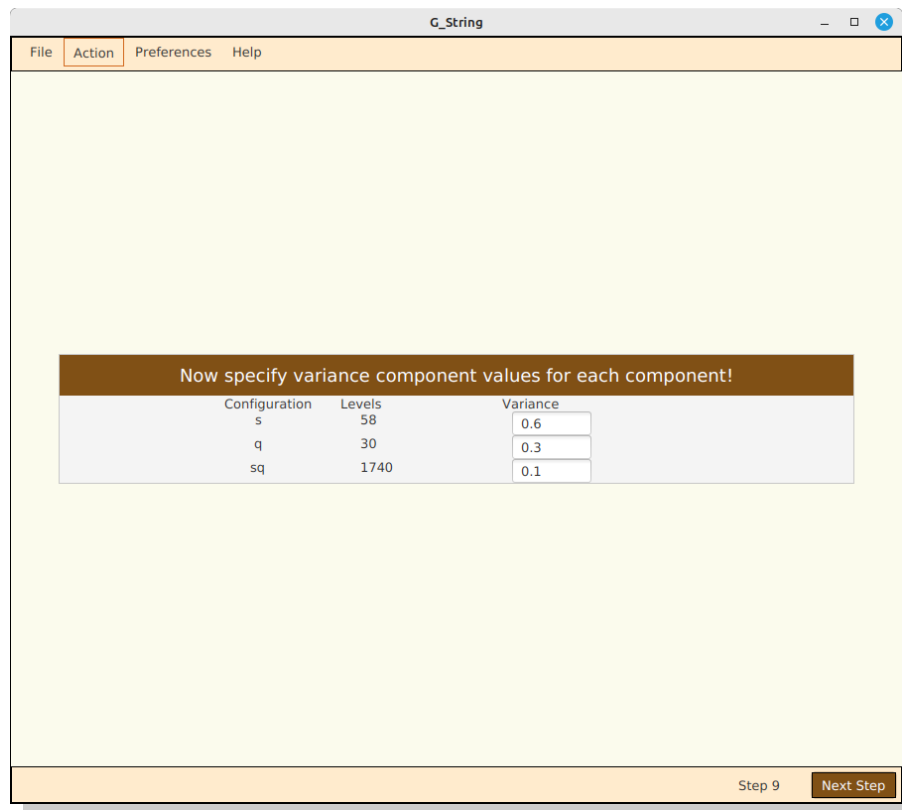 G_String
File Action Preferences Help
Now specify variance component values for each component!
Configuration Levels Variance
s 58 0.6
q 30 0.3
sq 1740 0.1
Step 9 Next Step